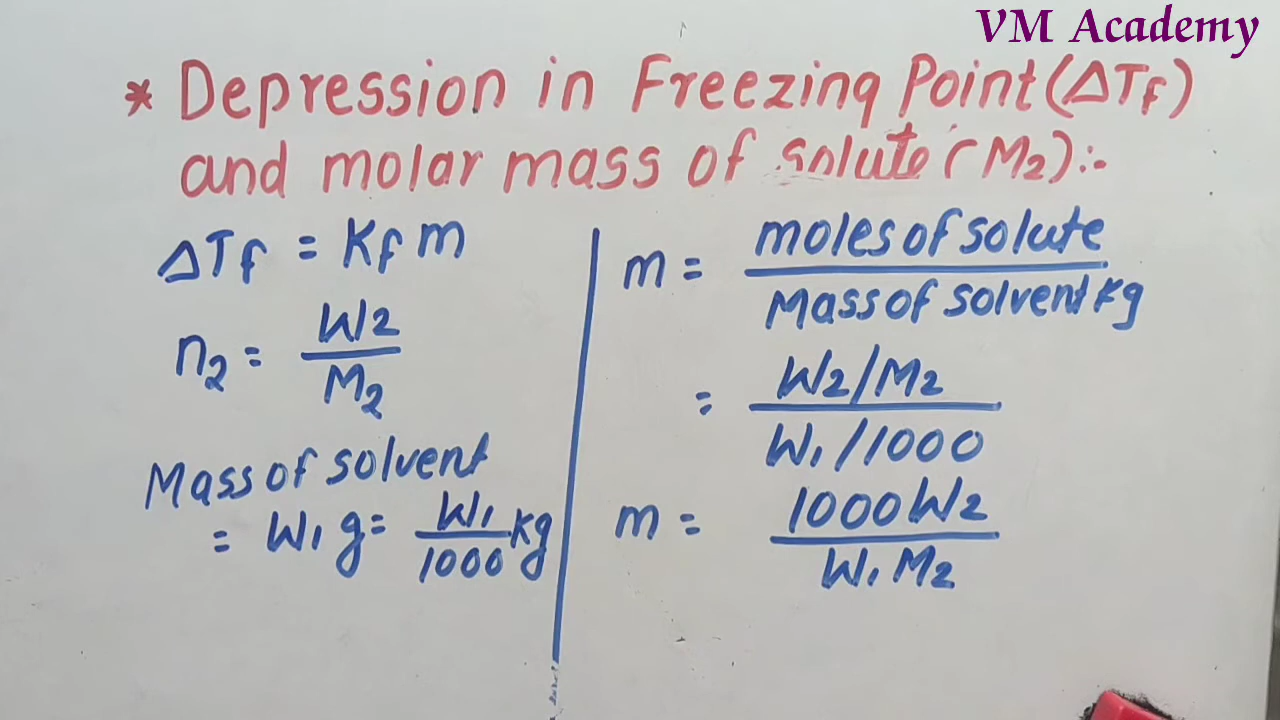 VM Academy
* Depression in Freezing Point (ΔTf)
and molar mass of solute (M2):-
ΔTf = Kf m
n2 = W2 / M2
Mass of solvent
= W1 g = W1 / 1000 kg
m = moles of solute / Mass of solvent kg
= W2/M2 / W1/1000
m = 1000 W2 / W1 M2